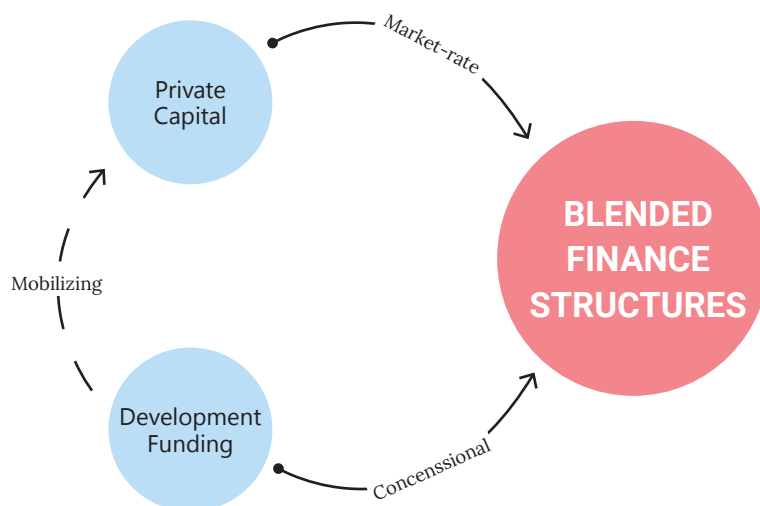 Market-rate
Private
Capital
BLENDED
FINANCE
STRUCTURES
Mobilizing
Development
Funding
Concenssional